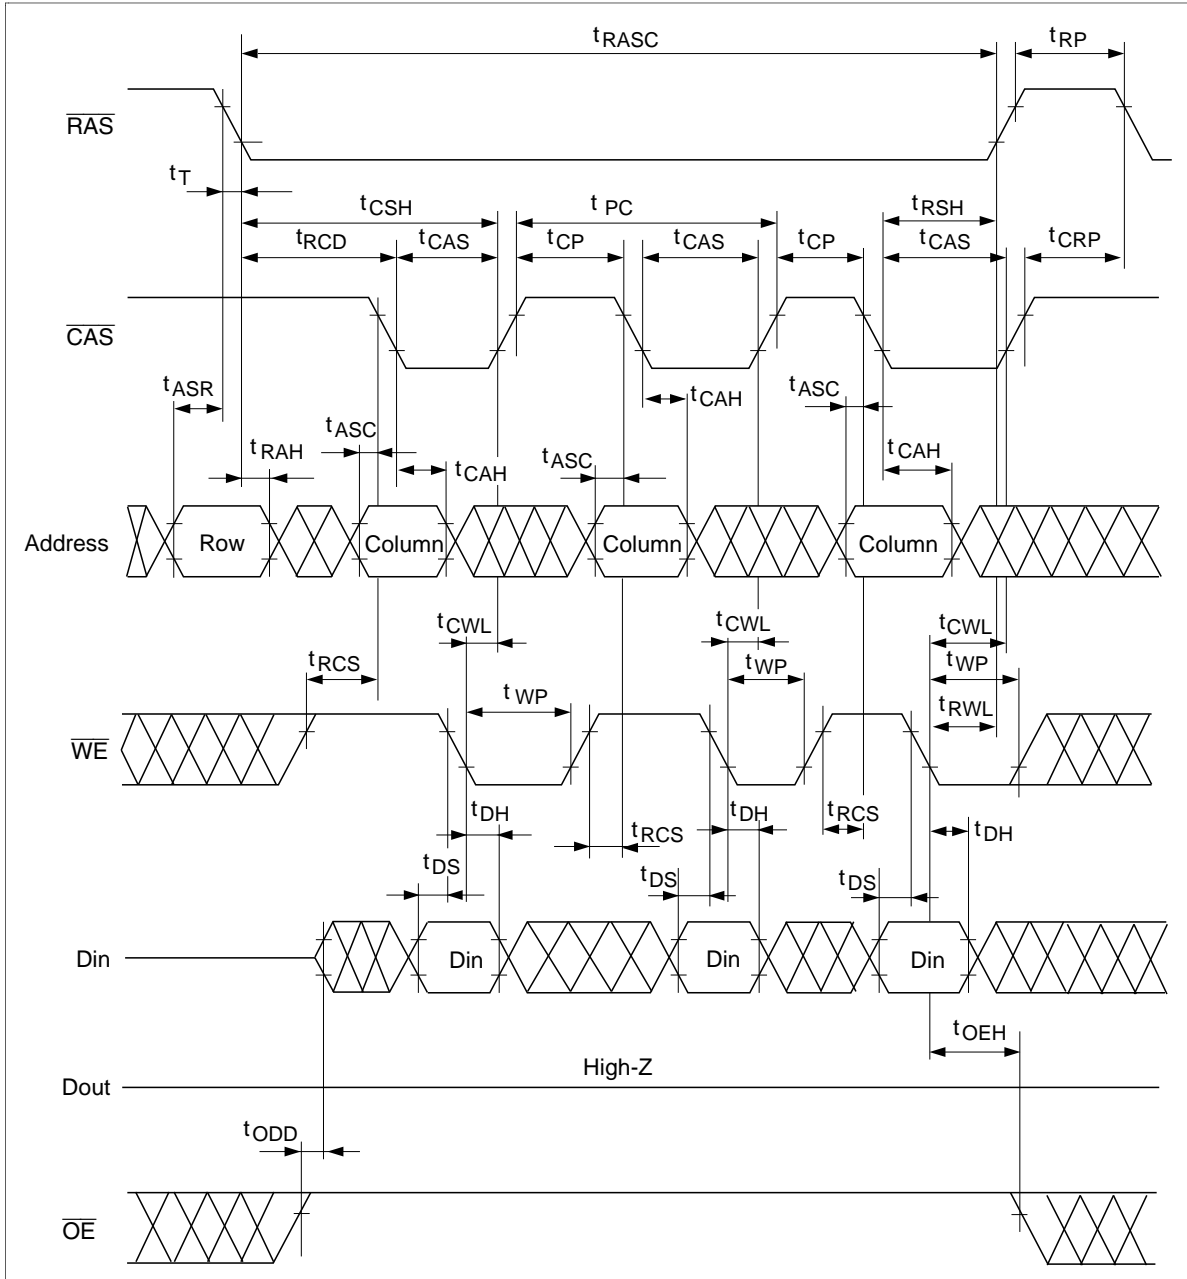 tRASC
tRP
RAS
tT
tCSH
tPC
tRSH
tRCD
tCAS
tCP
tCAS
tCP
tCAS
tCRP
CAS
tASR
tCAH
tASC
tASC
tRAH
tCAH
tASC
tCAH
Address
Row
Column
Column
Column
tCWL
tCWL
tCWL
tRCS
tWP
tWP
tWP
tRWL
WE
tDH
tRCS
tDH
tRCS
tDH
tDS
tDS
tDS
Din
Din
Din
Din
tOEH
High-Z
Dout
tODD
OE